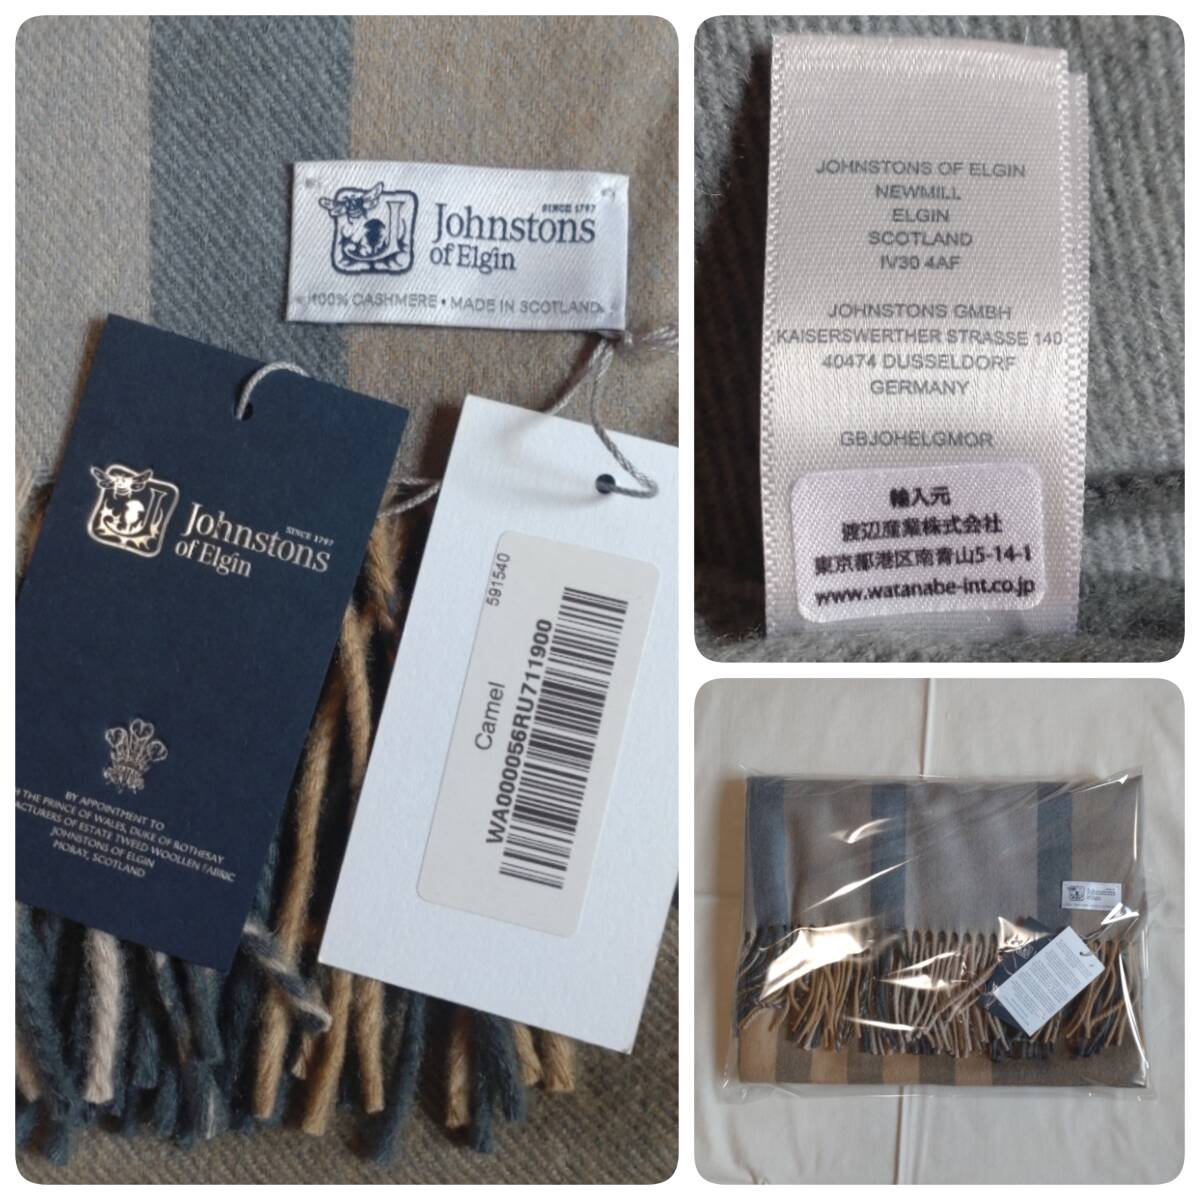 SINCE 1797
Johnstons
of Elgin
100% CASHMERE • MADE IN SCOTLAND
Johnstons
SINCE 1797
of Elgin
BY APPOINTMENT TO
THE PRINCE OF WALES, DUKE OF ROTHESAY
OF ESTATE TWEED WOOLLEN FABRIC
JOHNSTONS OF ELGIN
MORAY, SCOTLAND
591540
Camel
WA000056RU711900
JOHNSTONS OF ELGIN
NEWMILL
ELGIN
SCOTLAND
IV30 4AF
JOHNSTONS GMBH
KAISERSWERTHER STRASSE 140
40474 DUSSELDORF
GERMANY
GBJOHELGMOR
輸入元
渡辺産業株式会社
東京都港区南青山5-14-1
www.watanabe-int.co.jp
Johnstons
of Elgin